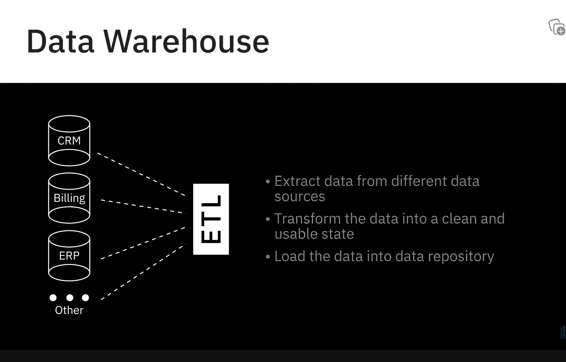 Data Warehouse
CRM
Billing
ERP
Other
ETL
• Extract data from different data
sources
• Transform the data into a clean and
usable state
• Load the data into data repository